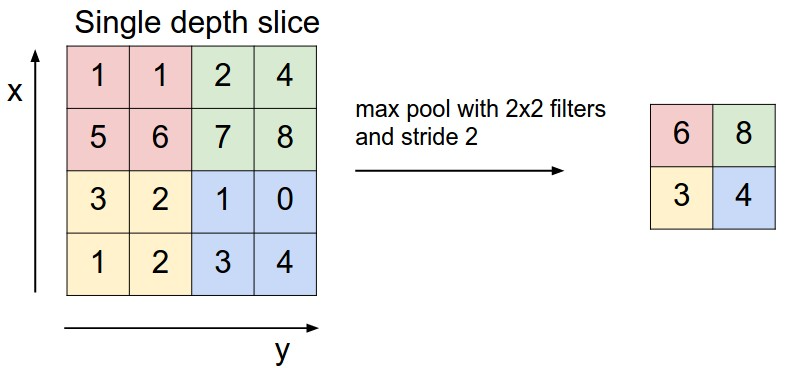 Single depth slice
x
1 1 2 4
5 6 7 8
3 2 1 0
1 2 3 4
y
max pool with 2x2 filters
and stride 2
6 8
3 4